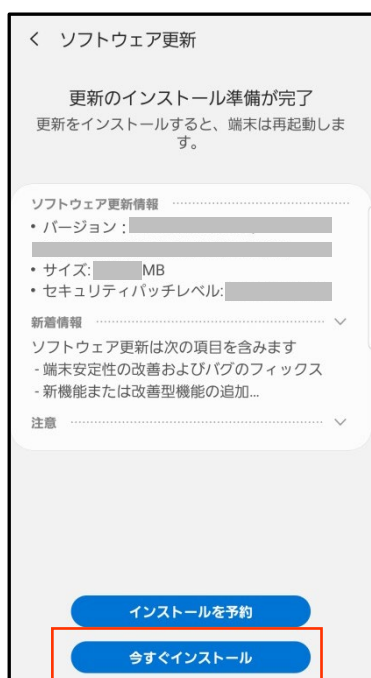 < ソフトウェア更新
更新のインストール準備が完了
更新をインストールすると、端末は再起動しま
す。
ソフトウェア更新情報
• バージョン :
• サイズ: MB
• セキュリティパッチレベル:
新着情報
ソフトウェア更新は次の項目を含みます
- 端末安定性の改善およびバグのフィックス
- 新機能または改善型機能の追加...
注意
インストールを予約
今すぐインストール